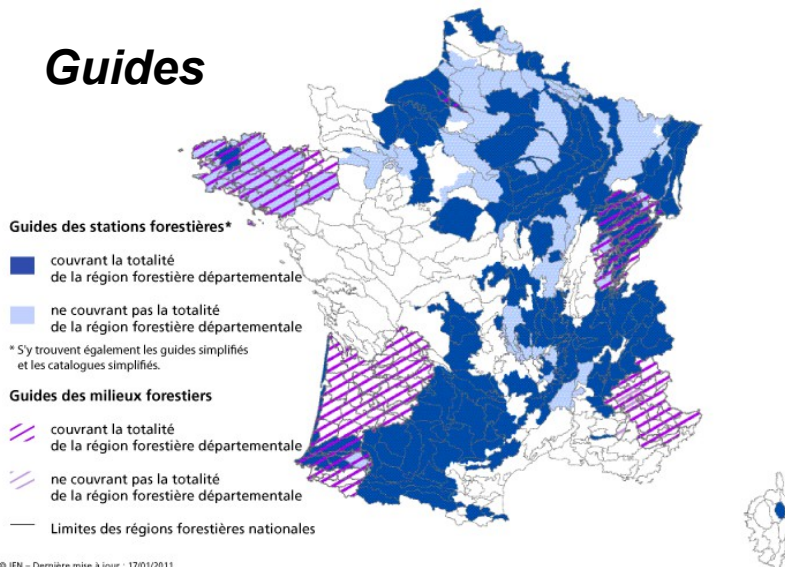 Guides
Guides des stations forestières*
couvrant la totalité
de la région forestière départementale
ne couvrant pas la totalité
de la région forestière départementale
* S'y trouvent également les guides simplifiés
et les catalogues simplifiés.
Guides des milieux forestiers
couvrant la totalité
de la région forestière départementale
ne couvrant pas la totalité
de la région forestière départementale
Limites des régions forestières nationales
© IFN – Dernière mise à jour : 17/01/2011